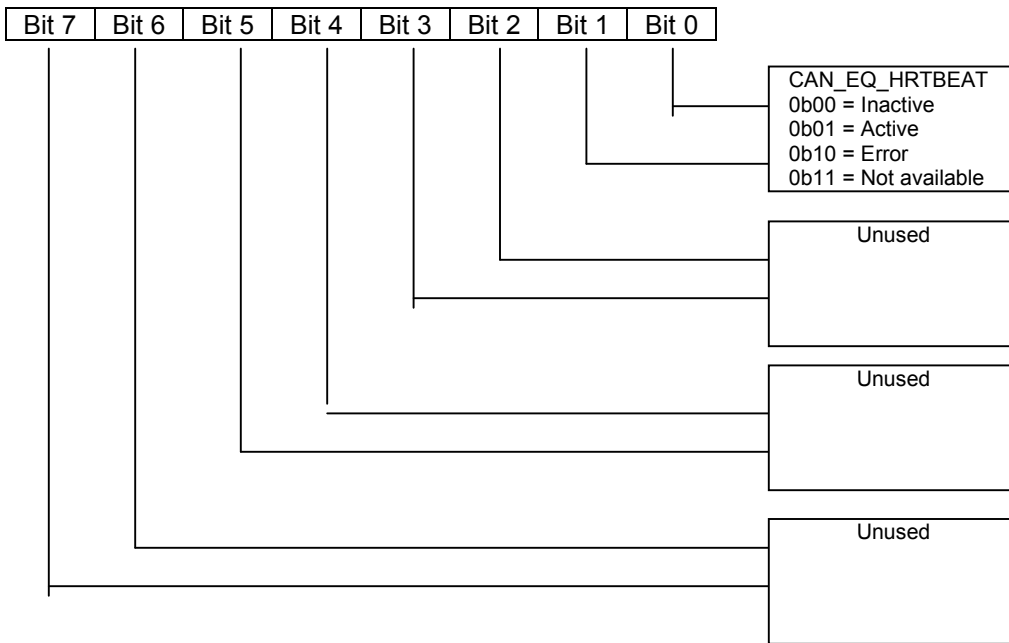 Bit 7 Bit 6 Bit 5 Bit 4 Bit 3 Bit 2 Bit 1 Bit 0
CAN_EQ_HRTBEAT
0b00 = Inactive
0b01 = Active
0b10 = Error
0b11 = Not available
Unused
Unused
Unused